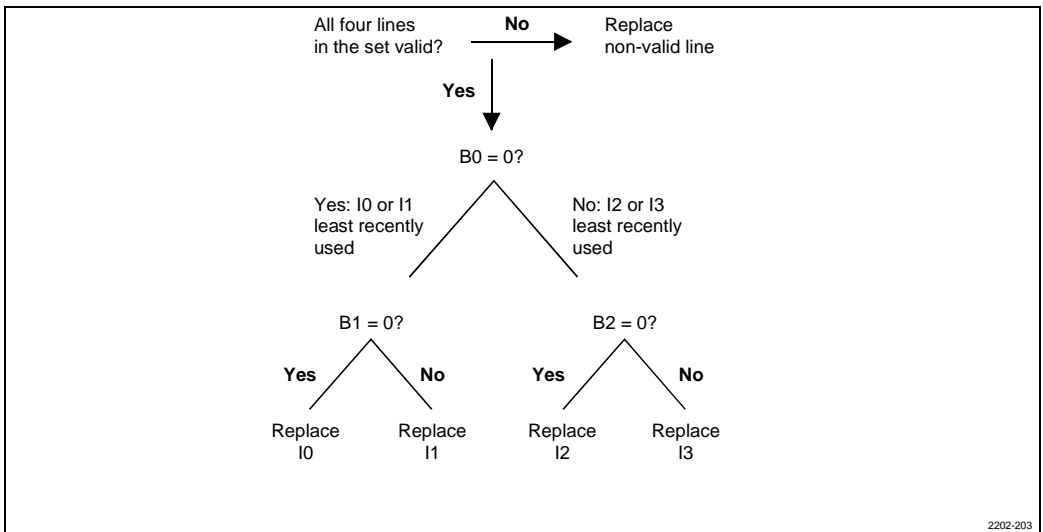 All four lines
in the set valid?
No
Replace
non-valid line
Yes
B0 = 0?
Yes: I0 or I1
least recently
used
No: I2 or I3
least recently
used
B1 = 0?
B2 = 0?
Yes
No
Yes
No
Replace
I0
Replace
I1
Replace
I2
Replace
I3
2202-203